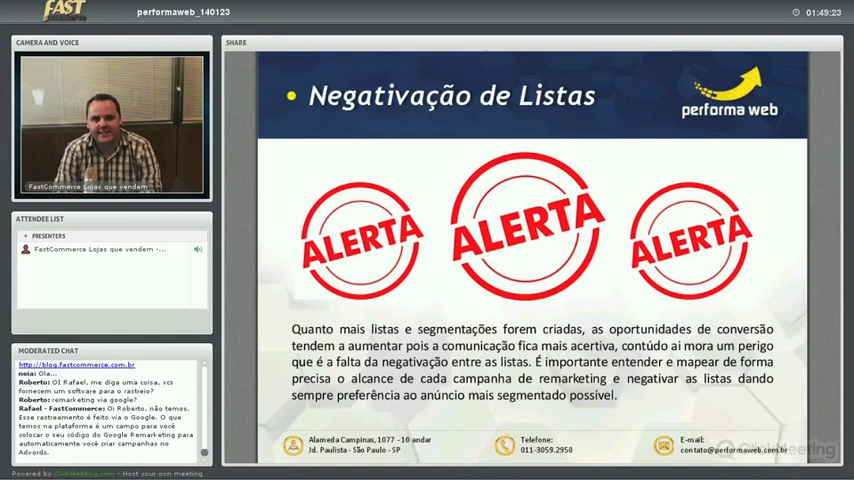 FAST
performaweb_140123
01:49:23
CAMERA AND VOICE
FastCommerce Lojas que vendem
ATTENDEE LIST
PRESENTERS
FastCommerce Lojas que vendem -...
MODERATED CHAT
http://blog.fastcommerce.com.br
neia: Ola...
Roberto: OI Rafael, me diga uma coisa, vcs
fornecem um software para o rastreio?
Roberto: remarketing via google?
Rafael - FastCommerce: Oi Roberto, não temos.
Esse rastreamento é feito via o Google. O que
temos na plataforma é um campo para você
colocar o seu código do Google Remarketing para
automaticamente você criar campanhas no
Adwords.
Powered by ClickMeeting.com • Host your own meeting
SHARE
• Negativação de Listas
performa web
ALERTA
ALERTA
ALERTA
Quanto mais listas e segmentações forem criadas, as oportunidades de conversão
tendem a aumentar pois a comunicação fica mais acertiva, contúdo ai mora um perigo
que é a falta da negativação entre as listas. É importante entender e mapear de forma
precisa o alcance de cada campanha de remarketing e negativar as listas dando
sempre preferência ao anúncio mais segmentado possível.
Alameda Campinas, 1077 - 10 andar
Jd. Paulista - São Paulo - SP
Telefone:
011-3059.2950
E-mail:
contato@performaweb.com.br
ClickMeeting